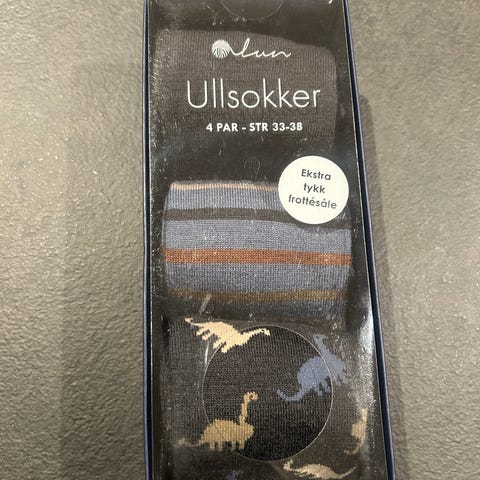 lun
Ullsokker
4 PAR - STR 33-38
Ekstra
tykk
frottésåle